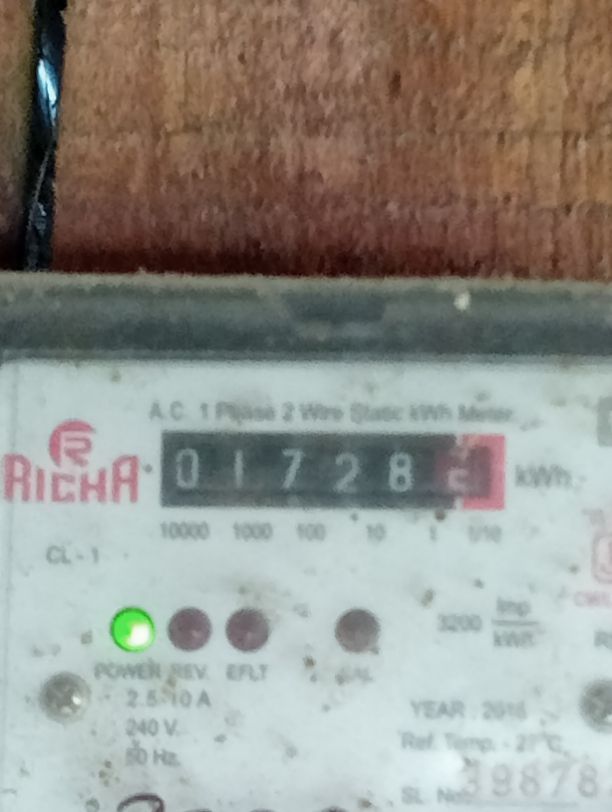 A.C. 1 Phase 2 Wire Static kWh Meter
RICHA
01728 kWh
10000 1000 100 10 1 1/10
CL-1
3200 Imp/kWh
POWER REV EFLT CAL
2.5-10 A
240 V
50 Hz
YEAR : 2016
Ref. Temp. - 27°C
SL No. 39878